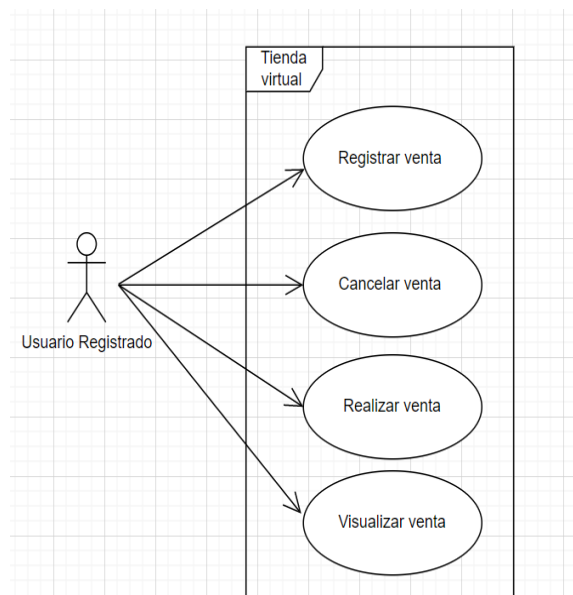 Tienda
virtual
Registrar venta
Cancelar venta
Usuario Registrado
Realizar venta
Visualizar venta